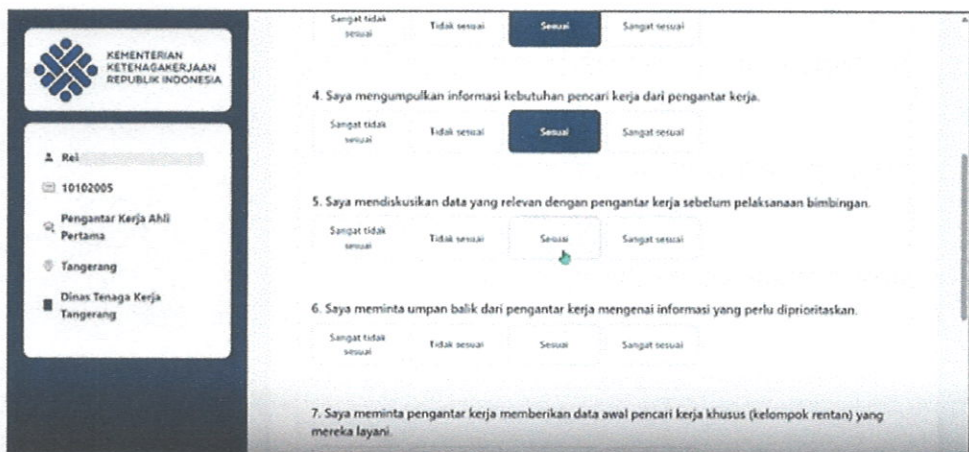 KEMENTERIAN
KETENAGAKERJAAN
REPUBLIK INDONESIA
Rei
10102005
Pengantar Kerja Ahli
Pertama
Tangerang
Dinas Tenaga Kerja
Tangerang
Sangat tidak
sesuai
Tidak sesuai
Sesuai
Sangat sesuai
4. Saya mengumpulkan informasi kebutuhan pencari kerja dari pengantar kerja.
Sangat tidak
sesuai
Tidak sesuai
Sesuai
Sangat sesuai
5. Saya mendiskusikan data yang relevan dengan pengantar kerja sebelum pelaksanaan bimbingan.
Sangat tidak
sesuai
Tidak sesuai
Sesuai
Sangat sesuai
6. Saya meminta umpan balik dari pengantar kerja mengenai informasi yang perlu diprioritaskan.
Sangat tidak
sesuai
Tidak sesuai
Sesuai
Sangat sesuai
7. Saya meminta pengantar kerja memberikan data awal pencari kerja khusus (kelompok rentan) yang
mereka layani.